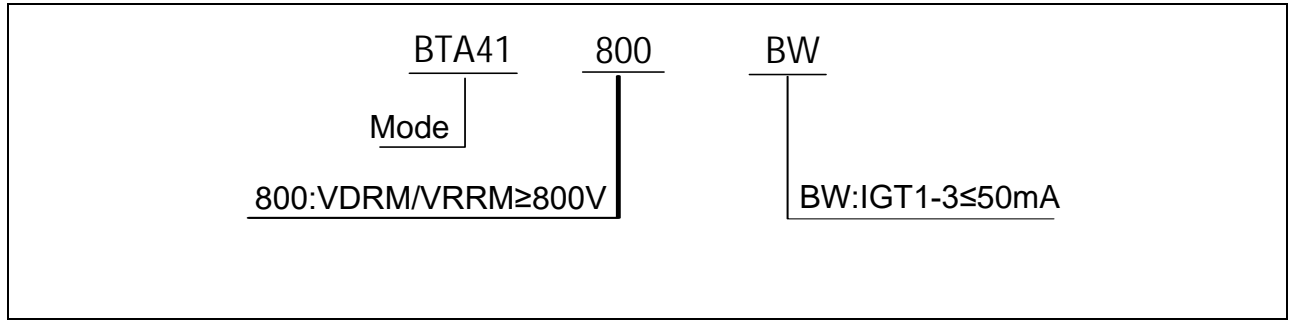 BTA41 800 BW
Mode
800:VDRM/VRRM≥800V BW:IGT1-3≤50mA